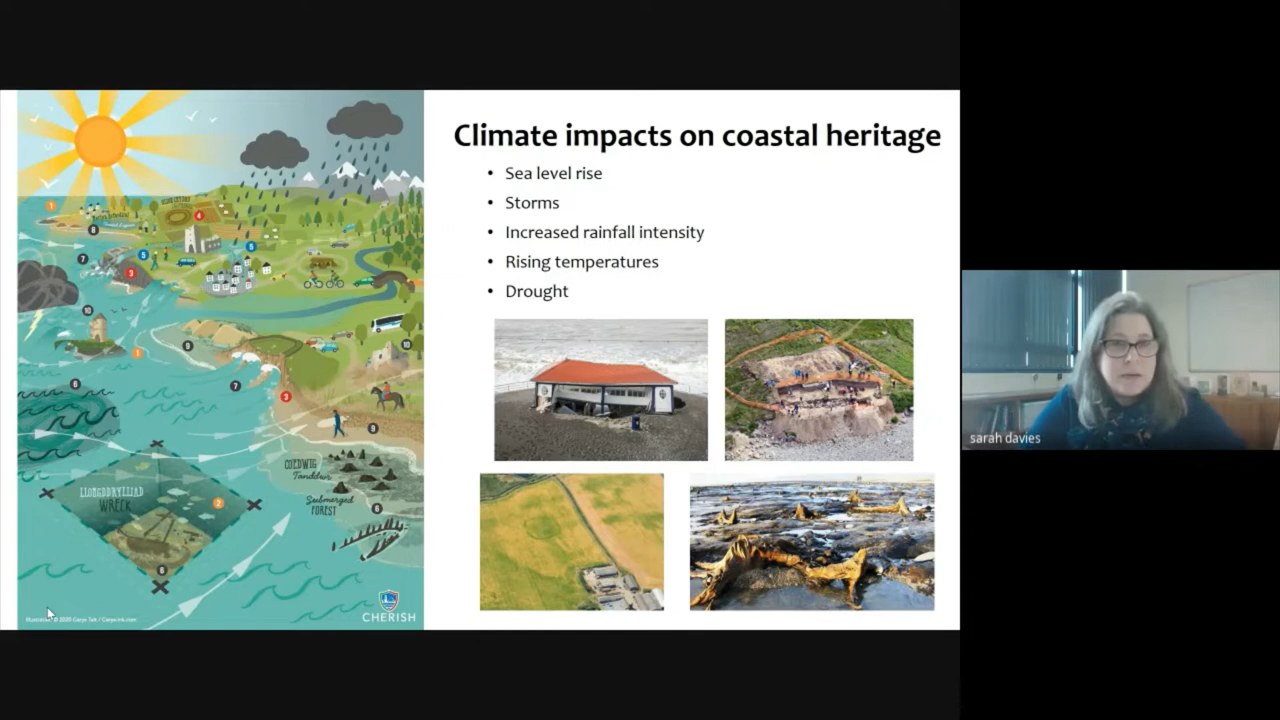 Climate impacts on coastal heritage
• Sea level rise
• Storms
• Increased rainfall intensity
• Rising temperatures
• Drought
LLONGDDRYLLIAD
WRECK
COEDWIG
Tanddwr
Submerged
FOREST
CHERISH
sarah davies